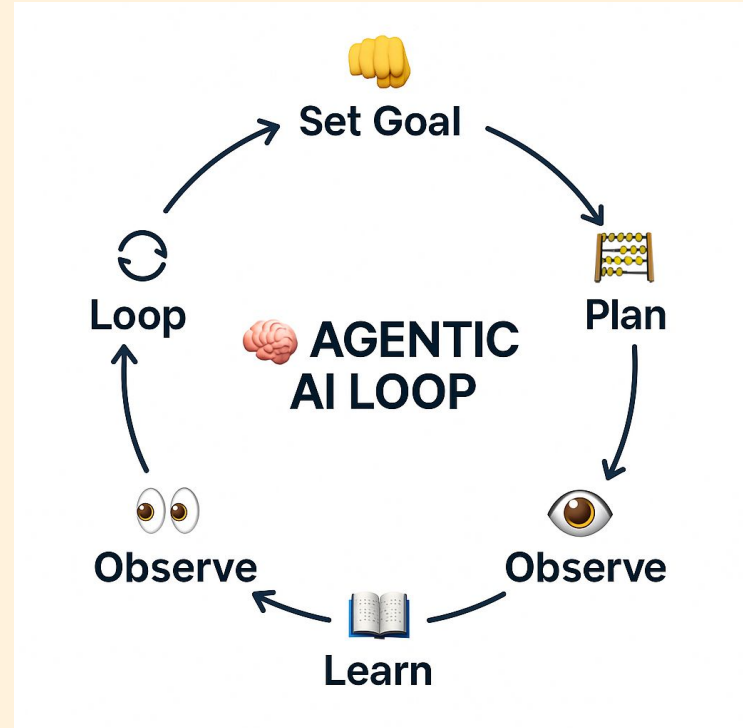 Set Goal
Plan
Observe
Learn
Observe
Loop
AGENTIC
AI LOOP